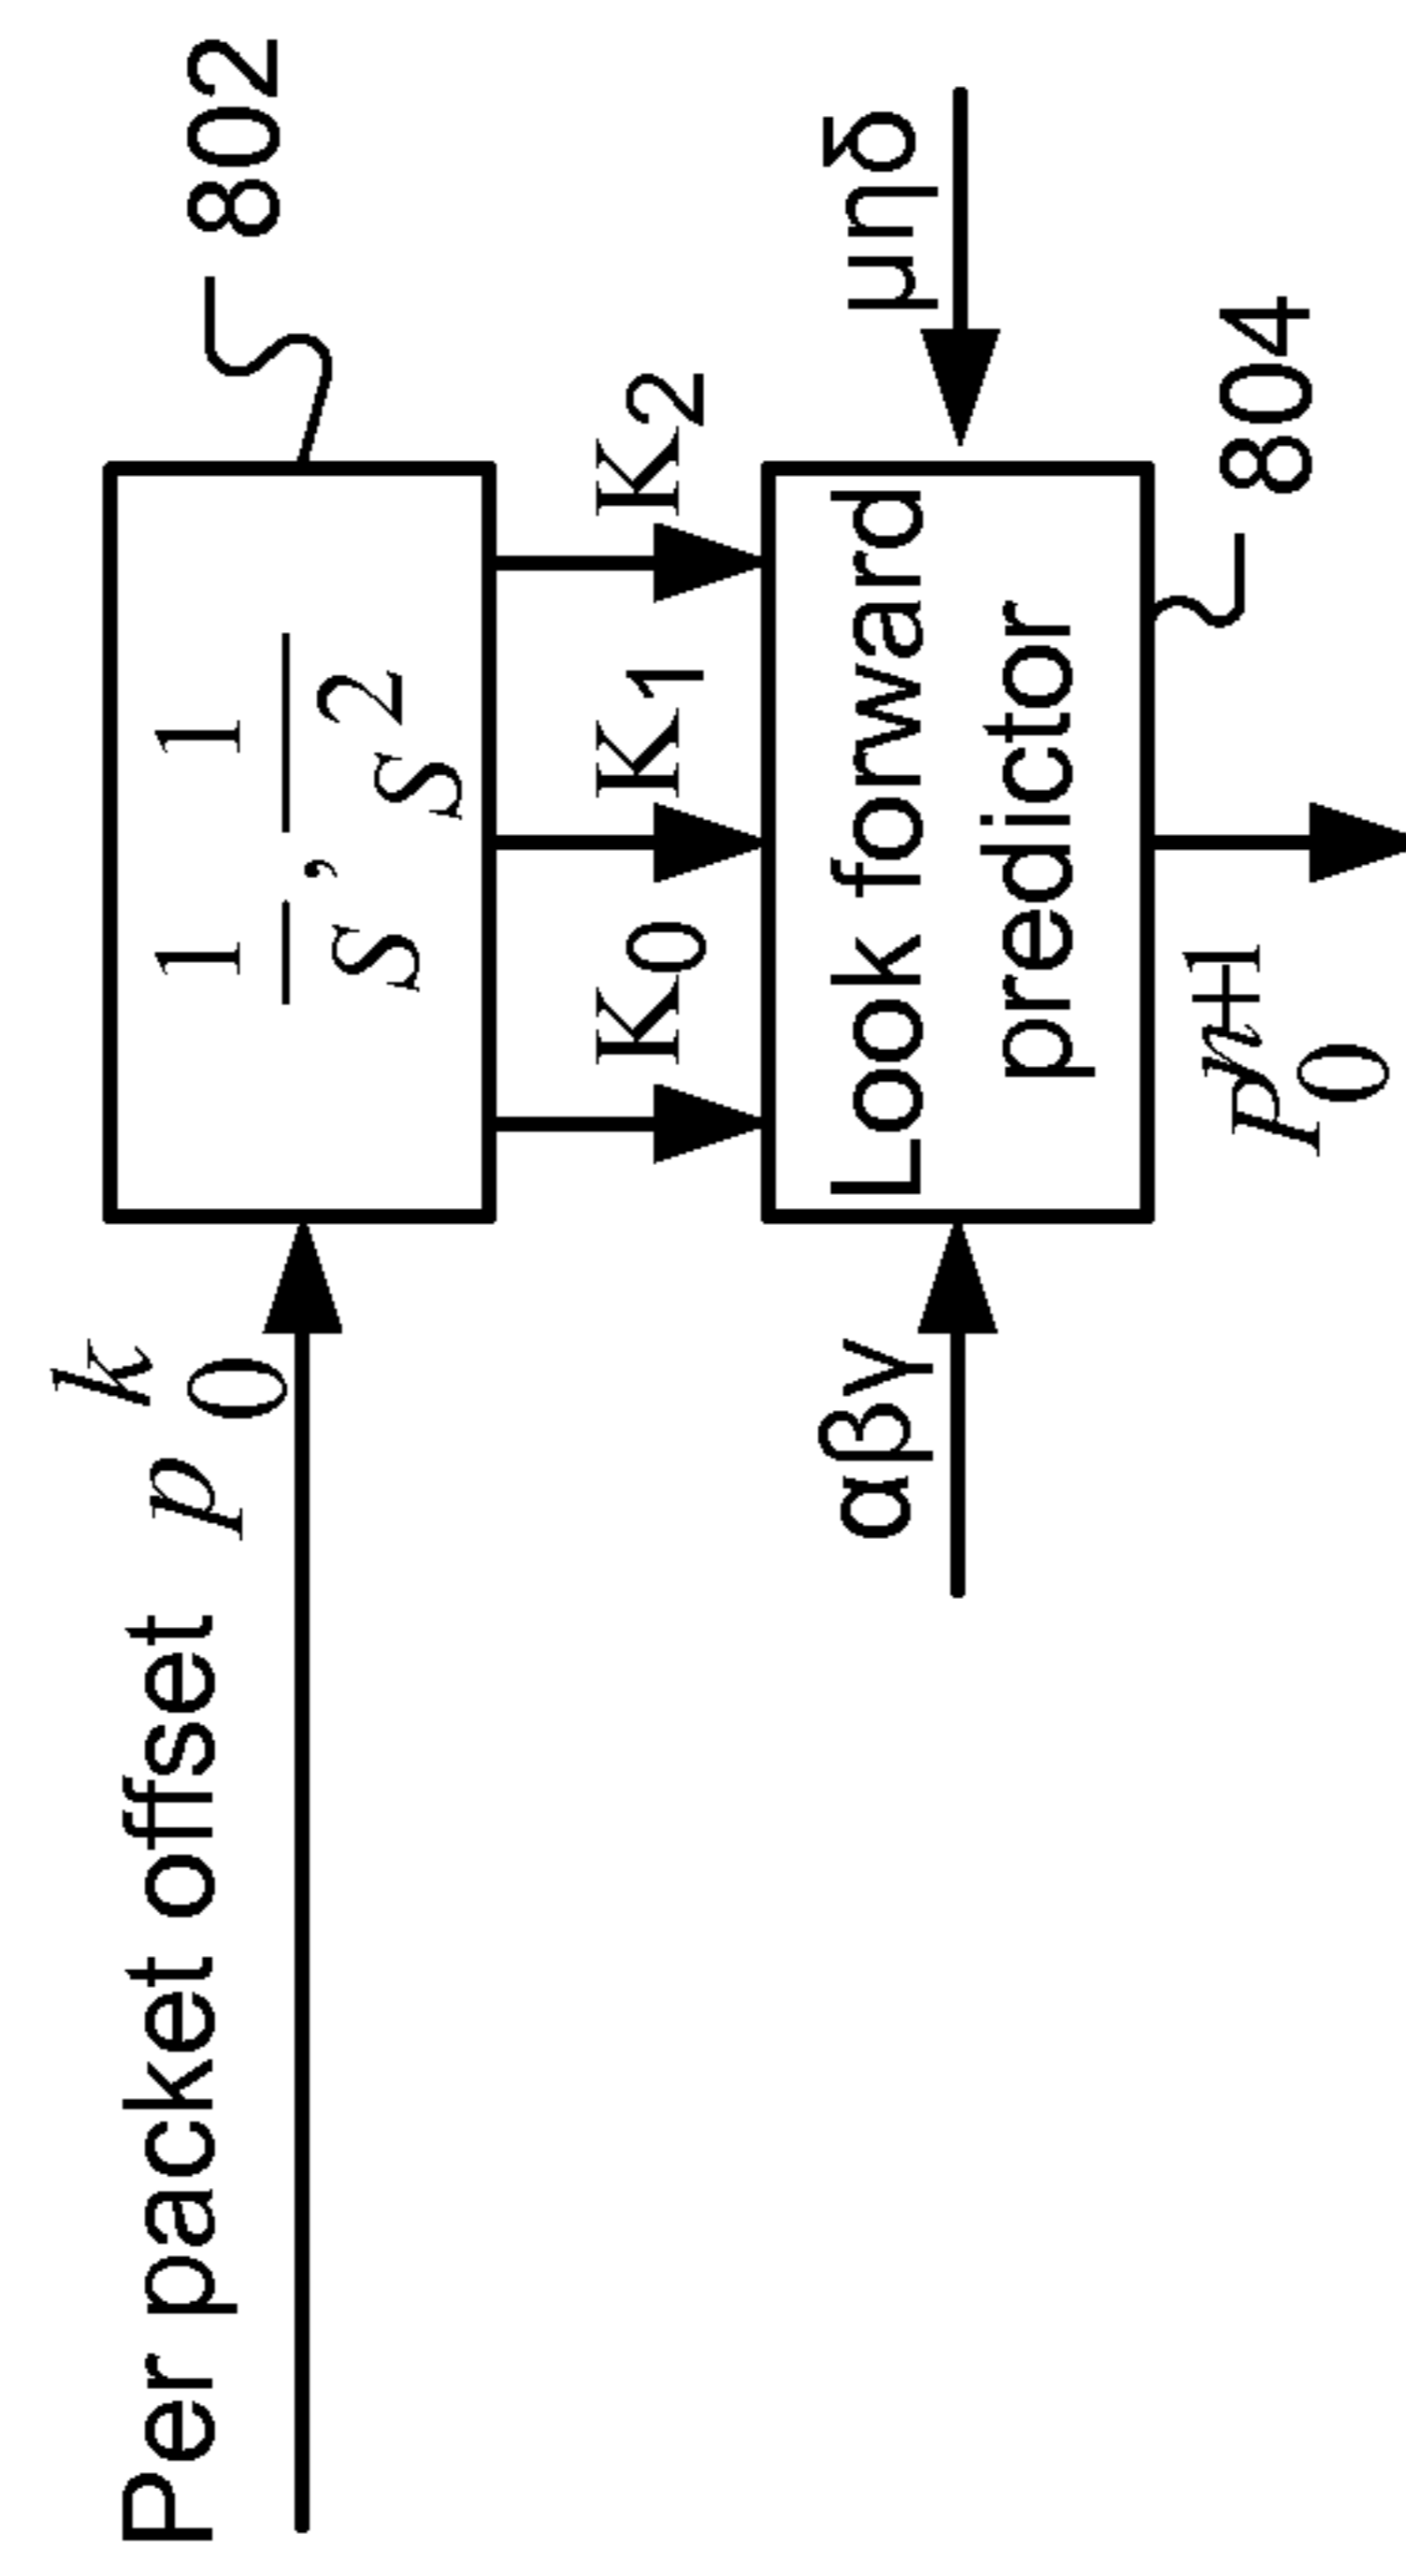 Per packet offset p₀ᵏ
1/s, 1/s²
802
K₀ K₁ K₂
αβγ
Look forward
predictor
μηδ
804
p₀ⁿ⁺¹